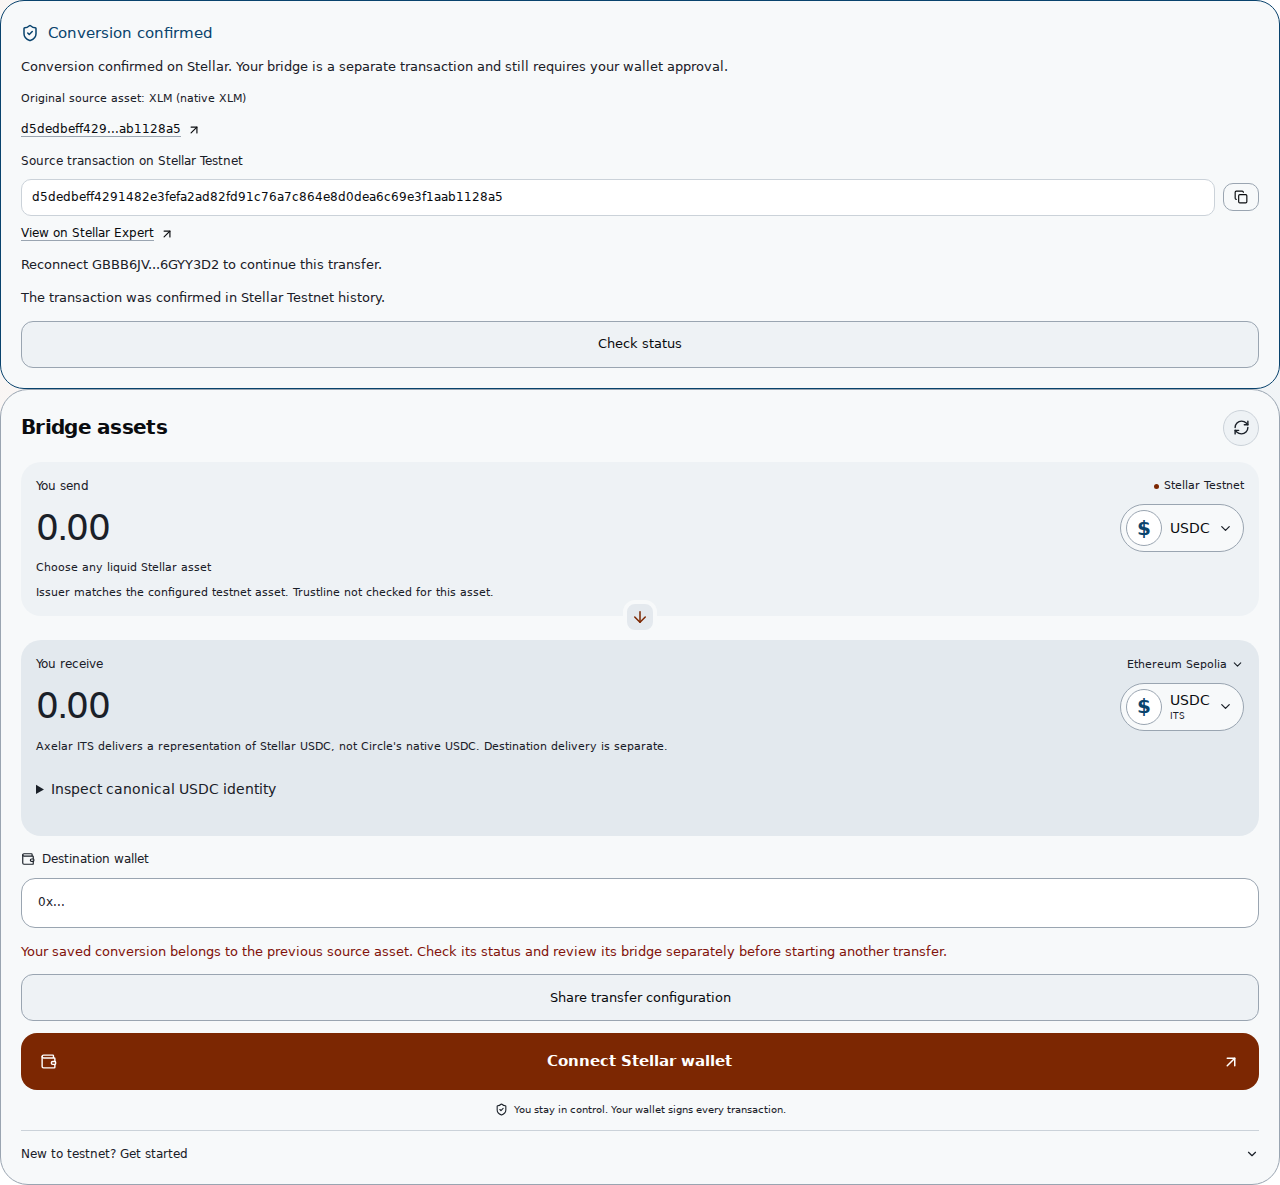 Conversion confirmed
Conversion confirmed on Stellar. Your bridge is a separate transaction and still requires your wallet approval.
Original source asset: XLM (native XLM)
d5dedbeff429...ab1128a5
Source transaction on Stellar Testnet
d5dedbeff4291482e3fefa2ad82fd91c76a7c864e8d0dea6c69e3f1aab1128a5
View on Stellar Expert
Reconnect GBBB6JV...6GYY3D2 to continue this transfer.
The transaction was confirmed in Stellar Testnet history.
Check status
Bridge assets
You send
Stellar Testnet
0.00
$ USDC
Choose any liquid Stellar asset
Issuer matches the configured testnet asset. Trustline not checked for this asset.
You receive
Ethereum Sepolia
0.00
$ USDC
ITS
Axelar ITS delivers a representation of Stellar USDC, not Circle's native USDC. Destination delivery is separate.
Inspect canonical USDC identity
Destination wallet
0x...
Your saved conversion belongs to the previous source asset. Check its status and review its bridge separately before starting another transfer.
Share transfer configuration
Connect Stellar wallet
You stay in control. Your wallet signs every transaction.
New to testnet? Get started